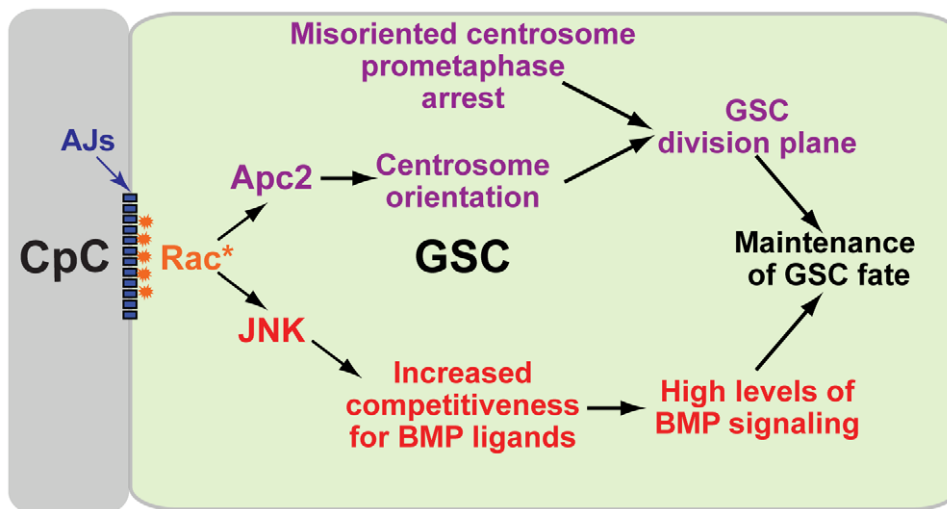 Misoriented centrosome
prometaphase
arrest
GSC
division plane
AJs
Apc2
Centrosome
orientation
CpC
Rac*
GSC
Maintenance
of GSC fate
JNK
Increased
competitiveness
for BMP ligands
High levels of
BMP signaling